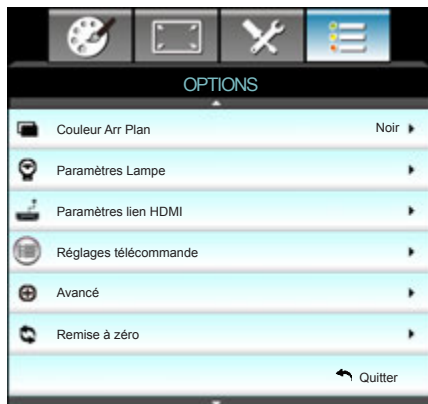 OPTIONS
Couleur Arr Plan Noir
Paramètres Lampe
Paramètres lien HDMI
Réglages télécommande
Avancé
Remise à zéro
Quitter